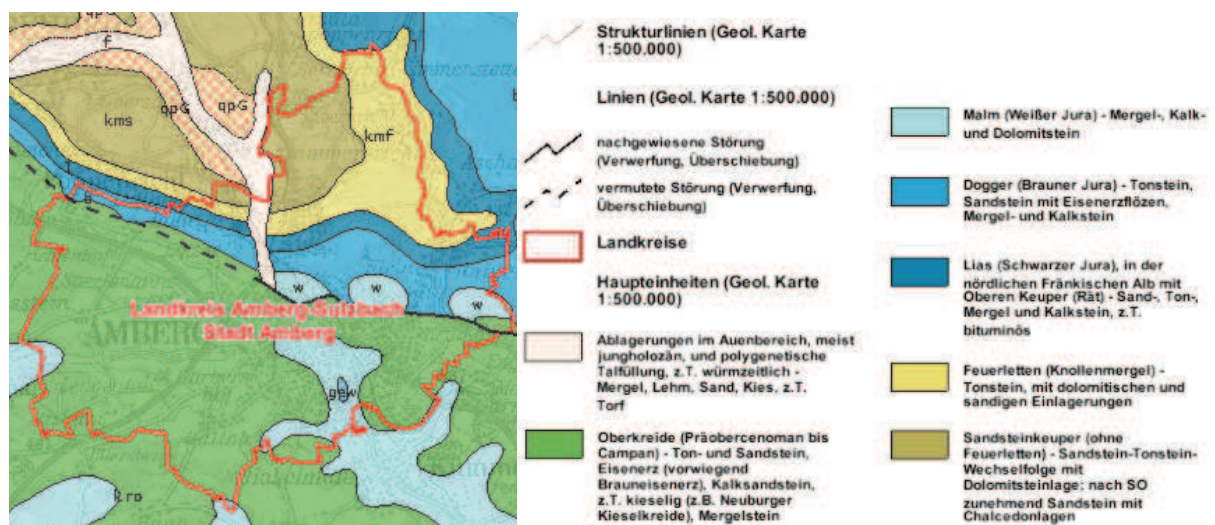 f
qpG
qpG
kms
kmf
w
w
w
Landkreis Amberg-Sulzbach
Stadt Amberg
AMBERG
gew
kro
Strukturlinien (Geol. Karte
1:500.000)
Linien (Geol. Karte 1:500.000)
nachgewiesene Störung
(Verwerfung, Überschiebung)
vermutete Störung (Verwerfung,
Überschiebung)
Landkreise
Haupteinheiten (Geol. Karte
1:500.000)
Ablagerungen im Auenbereich, meist
jungholozän, und polygenetische
Talfüllung, z.T. würmzeitlich -
Mergel, Lehm, Sand, Kies, z.T.
Torf
Oberkreide (Präobercenoman bis
Campan) - Ton- und Sandstein,
Eisenerz (vorwiegend
Brauneisenerz), Kalksandstein,
z.T. kieselig (z.B. Neuburger
Kieselkreide), Mergelstein
Malm (Weißer Jura) - Mergel-, Kalk-
und Dolomitstein
Dogger (Brauner Jura) - Tonstein,
Sandstein mit Eisenerzflözen,
Mergel- und Kalkstein
Lias (Schwarzer Jura), in der
nördlichen Fränkischen Alb mit
Oberen Keuper (Rät) - Sand-, Ton-,
Mergel und Kalkstein, z.T.
bituminös
Feuerletten (Knollenmergel) -
Tonstein, mit dolomitischen und
sandigen Einlagerungen
Sandsteinkeuper (ohne
Feuerletten) - Sandstein-Tonstein-
Wechselfolge mit
Dolomitsteinlage; nach SO
zunehmend Sandstein mit
Chalcedonlagen